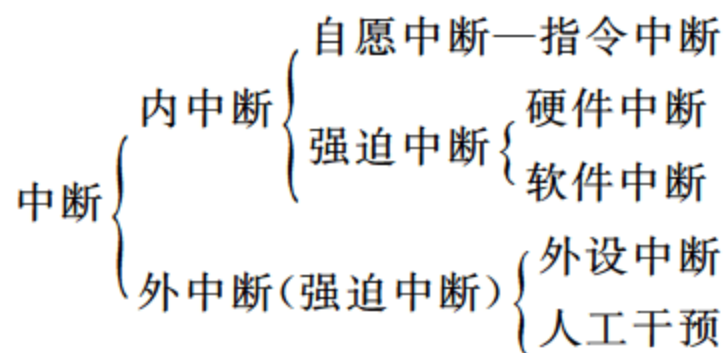 自愿中断—指令中断
内中断
硬件中断
强迫中断
软件中断
中断
外设中断
外中断(强迫中断)
人工干预